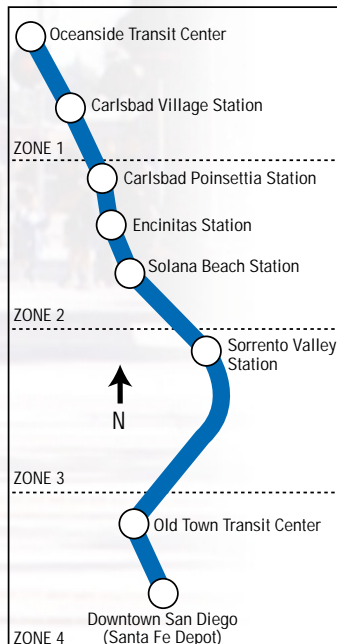 Oceanside Transit Center
Carlsbad Village Station
ZONE 1
Carlsbad Poinsettia Station
Encinitas Station
Solana Beach Station
ZONE 2
Sorrento Valley
Station
N
ZONE 3
Old Town Transit Center
Downtown San Diego
(Santa Fe Depot)
ZONE 4